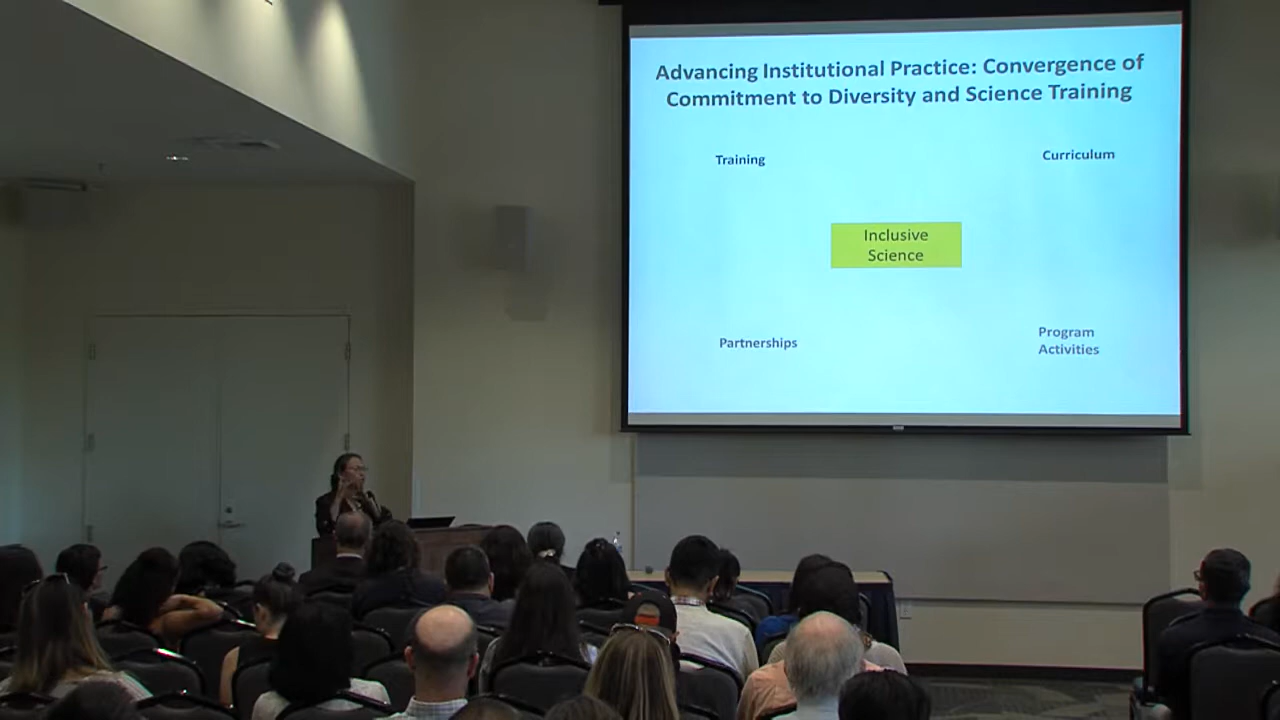 Advancing Institutional Practice: Convergence of
Commitment to Diversity and Science Training
Training
Curriculum
Inclusive
Science
Partnerships
Program
Activities